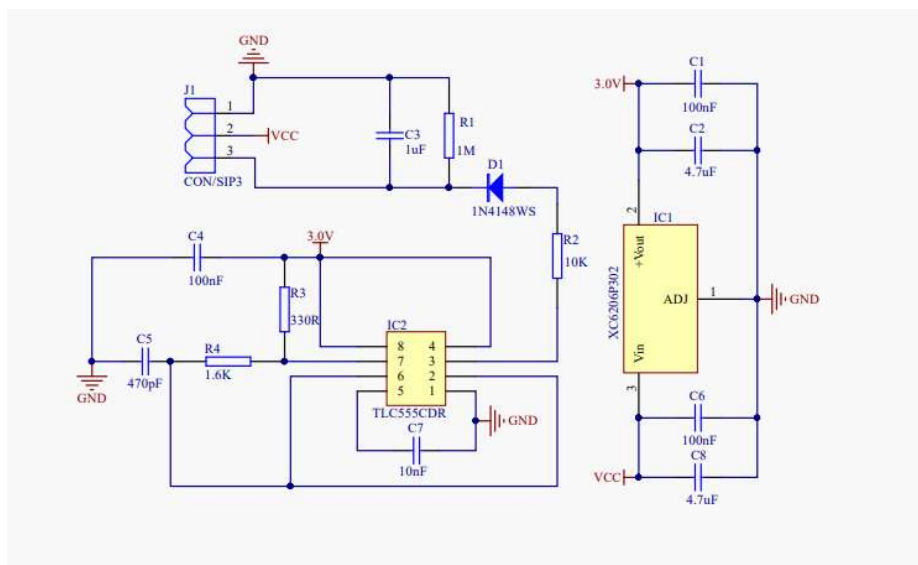 GND
J1
1
2
VCC
3
CON/SIP3
C3
1uF
R1
1M
D1
1N4148WS
R2
10K
C4
100nF
3.0V
R3
330R
C5
470pF
GND
R4
1.6K
IC2
8 4
7 3
6 2
5 1
TLC555CDR
C7
10nF
GND
3.0V
C1
100nF
C2
4.7uF
2
IC1
+Vout
XC6206P302
ADJ
1
GND
Vin
3
C6
100nF
C8
VCC
4.7uF